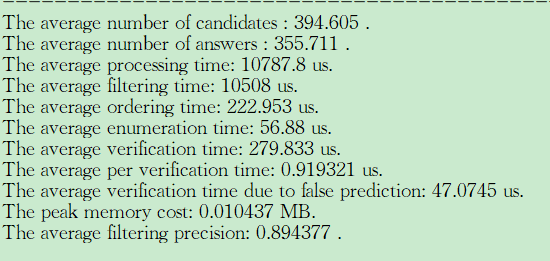 The average number of candidates : 394.605 .
The average number of answers : 355.711 .
The average processing time: 10787.8 us.
The average filtering time: 10508 us.
The average ordering time: 222.953 us.
The average enumeration time: 56.88 us.
The average verification time: 279.833 us.
The average per verification time: 0.919321 us.
The average verification time due to false prediction: 47.0745 us.
The peak memory cost: 0.010437 MB.
The average filtering precision: 0.894377 .